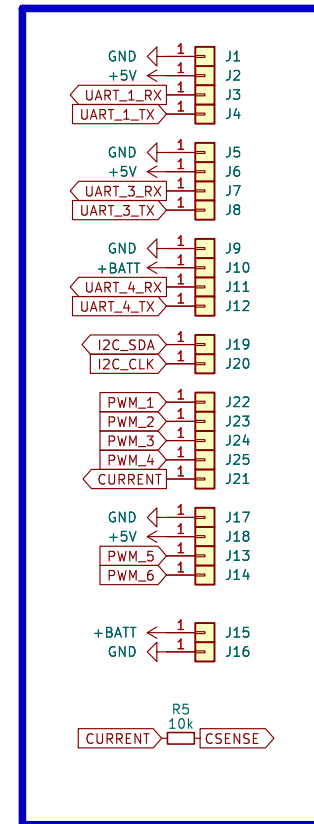 GND 1 J1
+5V 1 J2
UART_1_RX 1 J3
UART_1_TX 1 J4
GND 1 J5
+5V 1 J6
UART_3_RX 1 J7
UART_3_TX 1 J8
GND 1 J9
+BATT 1 J10
UART_4_RX 1 J11
UART_4_TX 1 J12
I2C_SDA 1 J19
I2C_CLK 1 J20
PWM_1 1 J22
PWM_2 1 J23
PWM_3 1 J24
PWM_4 1 J25
CURRENT 1 J21
GND 1 J17
+5V 1 J18
PWM_5 1 J13
PWM_6 1 J14
+BATT 1 J15
GND 1 J16
R5
10k
CURRENT CSENSE